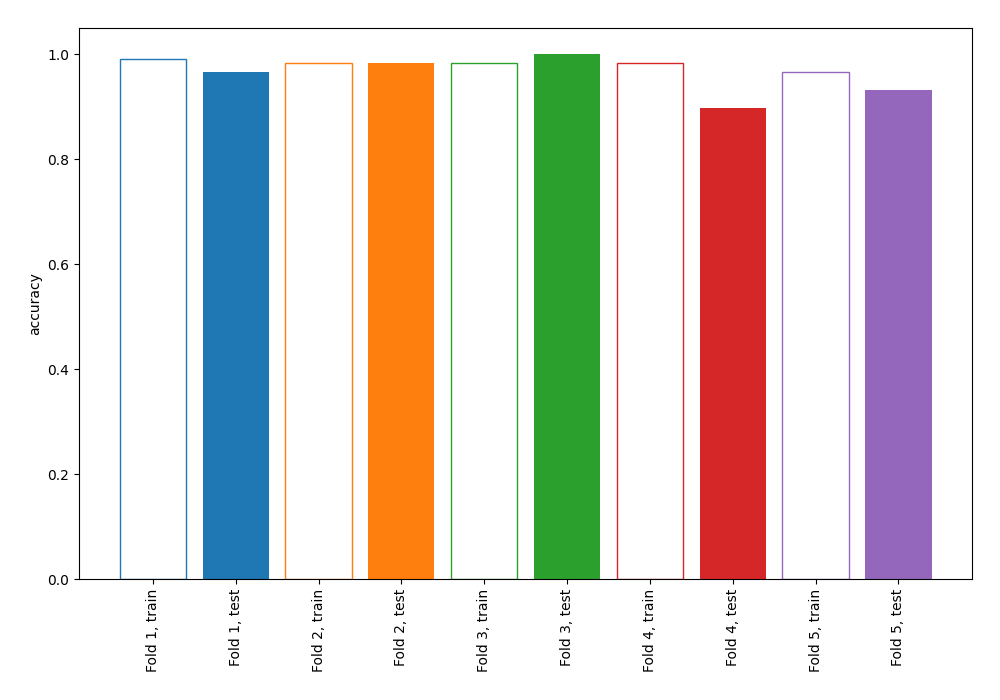 1.0
0.8
0.6
0.4
0.2
0.0
accuracy
Fold 1, train
Fold 1, test
Fold 2, train
Fold 2, test
Fold 3, train
Fold 3, test
Fold 4, train
Fold 4, test
Fold 5, train
Fold 5, test